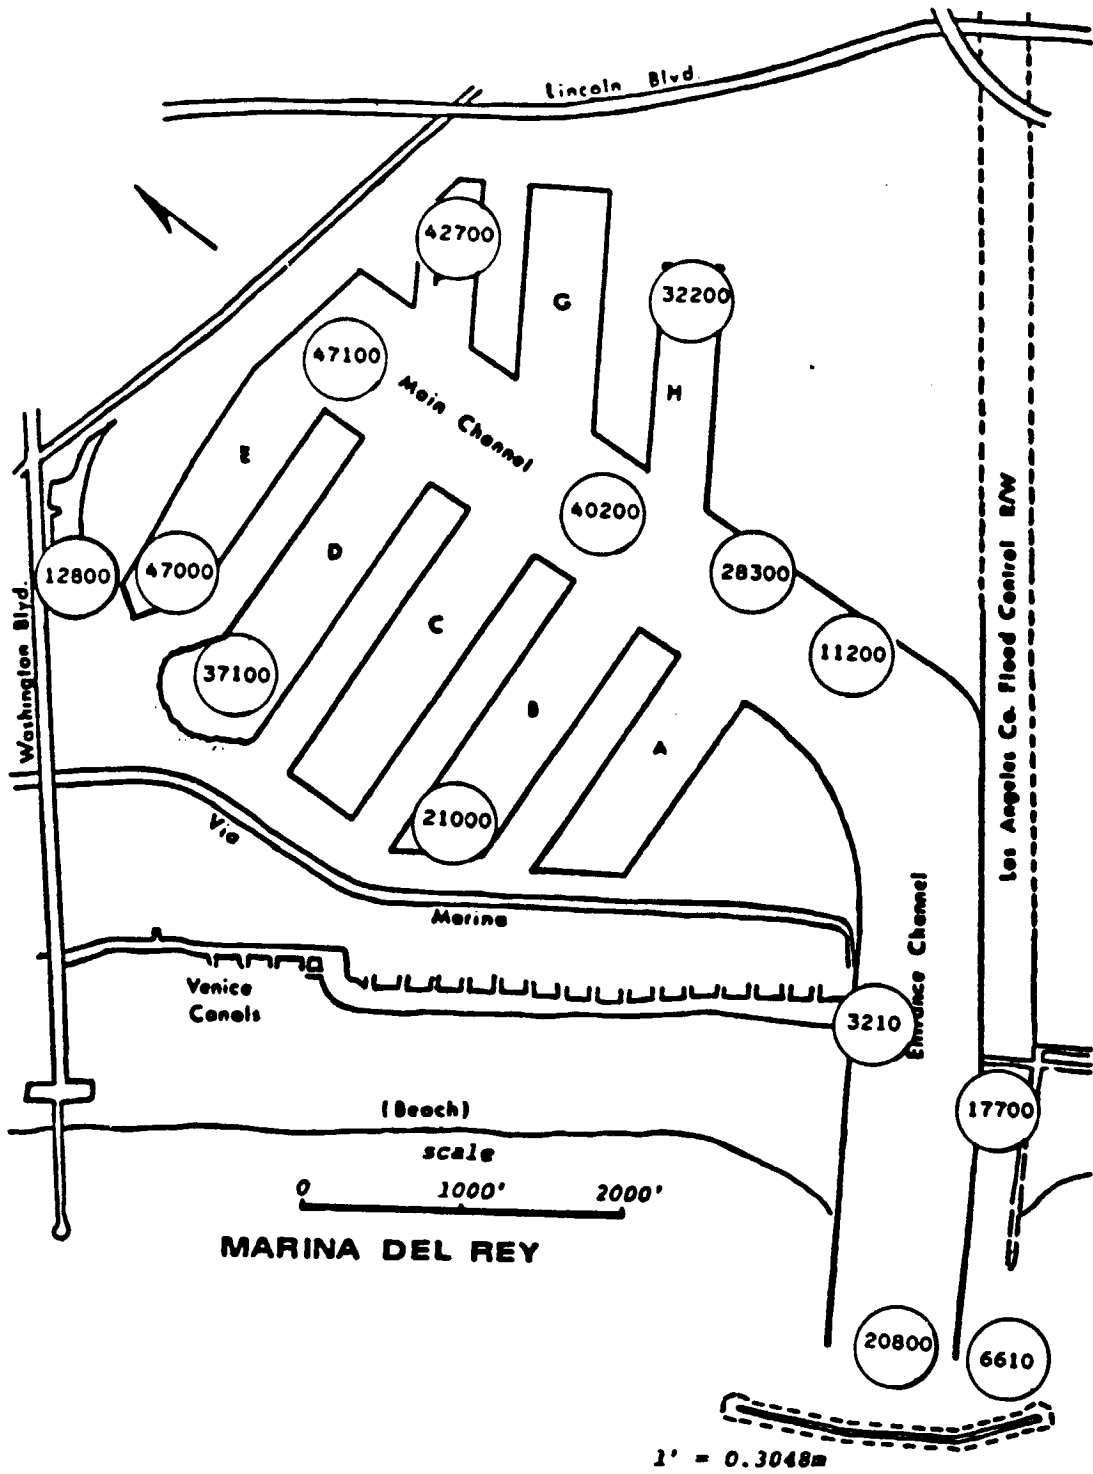 Lincoln Blvd.
42700
G
32200
47100
Main Channel
H
E
40200
Los Angeles Co. Flood Control R/W
D
12800
47000
28300
Washington Blvd.
C
11200
37100
B
A
21000
Via
Marina
Entrance Channel
Venice
Canals
3210
17700
(Beach)
scale
0 1000' 2000'
MARINA DEL REY
20800
6610
1' = 0.3048m